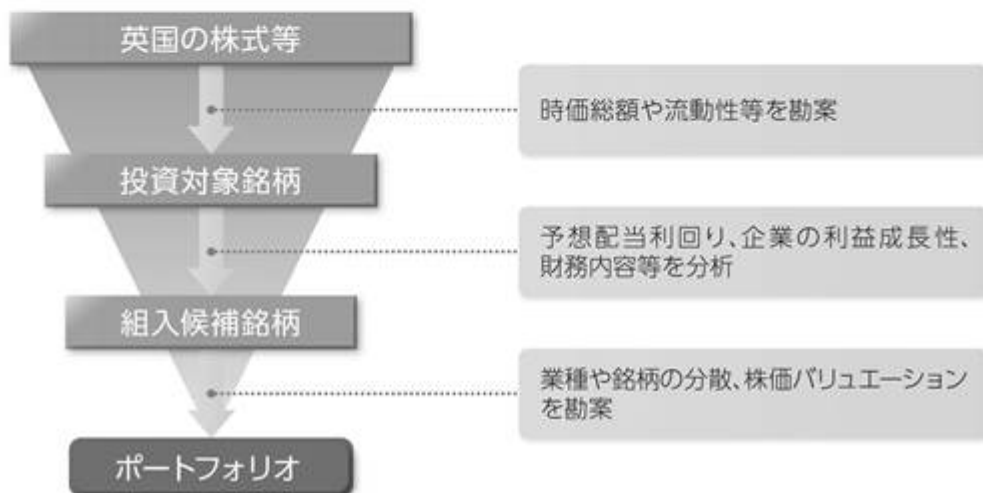 英国の株式等
時価総額や流動性等を勘案
投資対象銘柄
予想配当利回り、企業の利益成長性、
財務内容等を分析
組入候補銘柄
業種や銘柄の分散、株価バリュエーション
を勘案
ポートフォリオ